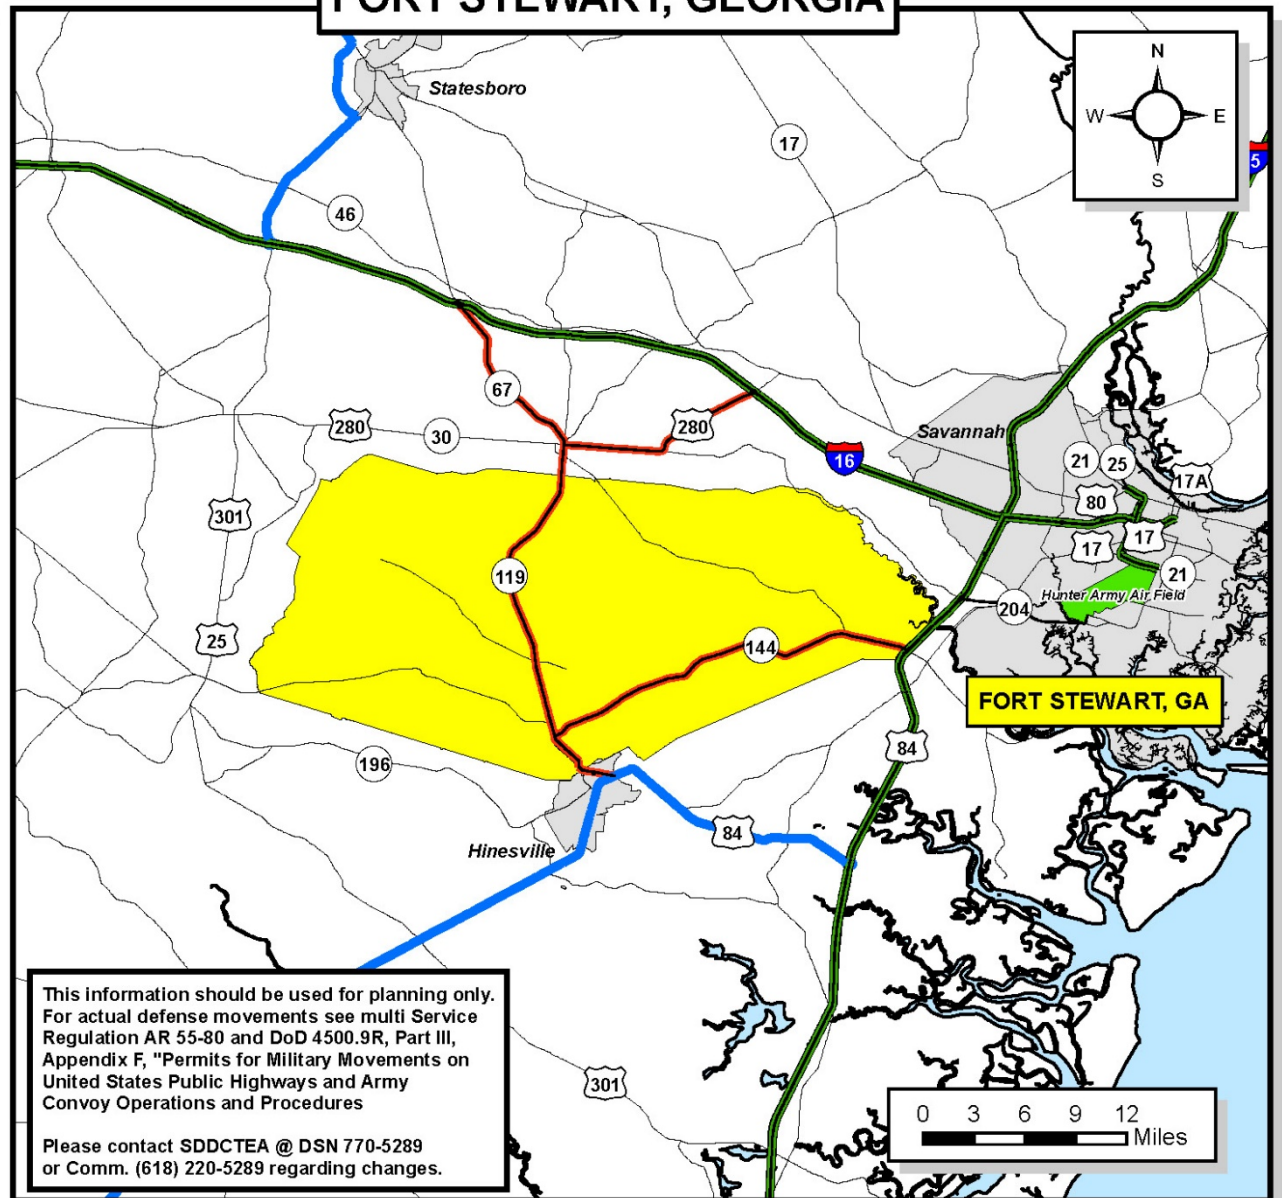 FORT STEWART, GEORGIA
Statesboro
N
W
E
S
17
5
46
67
280
280
30
16
Savannah
21
25
17A
80
301
17
17
119
21
Hunter Army Air Field
204
25
144
FORT STEWART, GA
84
196
84
Hinesville
301
This information should be used for planning only.
For actual defense movements see multi Service
Regulation AR 55-80 and DoD 4500.9R, Part III,
Appendix F, "Permits for Military Movements on
United States Public Highways and Army
Convoy Operations and Procedures
Please contact SDDCTEA @ DSN 770-5289
or Comm. (618) 220-5289 regarding changes.
0 3 6 9 12
Miles